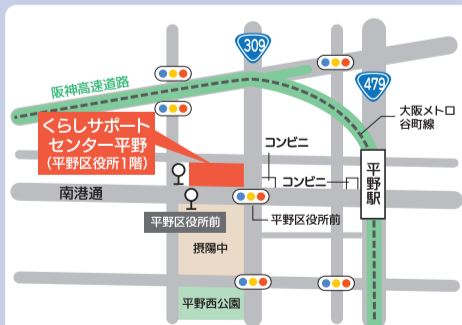 309
479
阪神高速道路
大阪メトロ
谷町線
くらしサポート
センター平野
(平野区役所1階)
コンビニ
コンビニ
平野駅
南港通
平野区役所前
平野区役所前
摂陽中
平野西公園